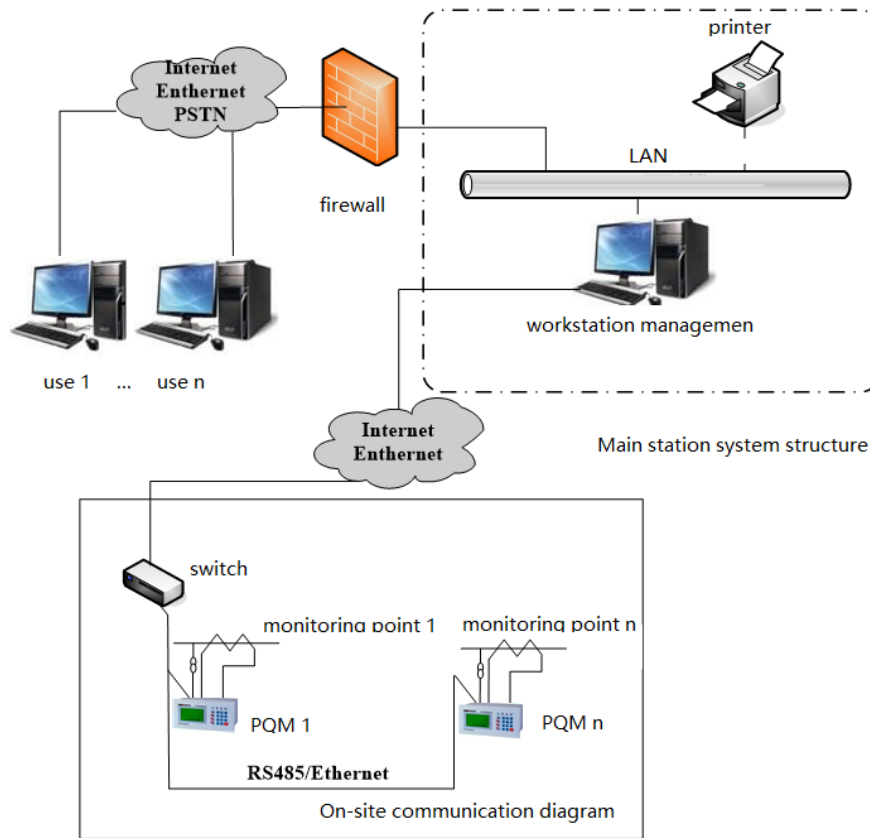 printer
Internet
Enthernet
PSTN
LAN
firewall
workstation managemen
use 1 ... use n
Internet
Enthernet
Main station system structure
switch
monitoring point 1
monitoring point n
PQM 1
PQM n
RS485/Ethernet
On-site communication diagram